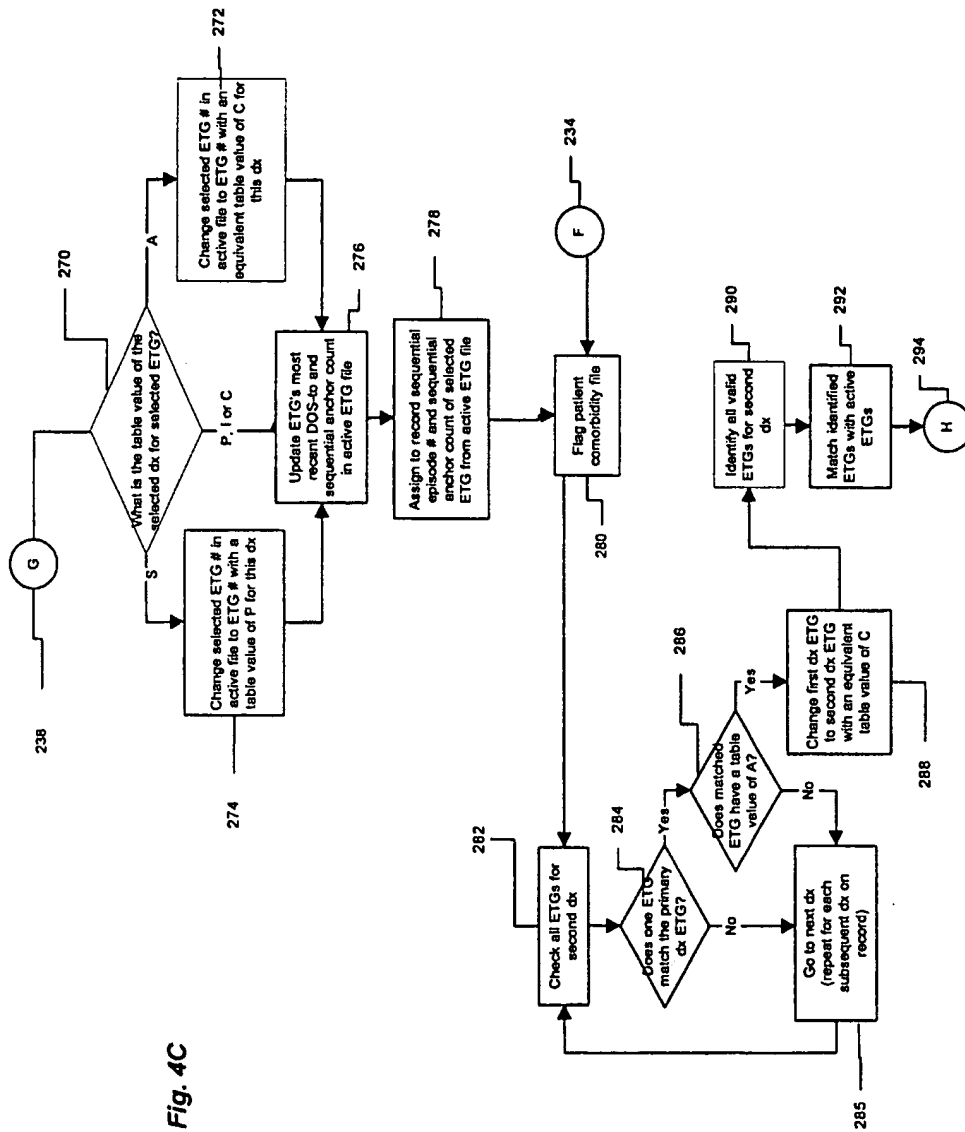 Fig. 4C
G
238
270
What is the table value of the
selected dx for selected ETG?
S
P, I or C
A
272
Change selected ETG # in
active file to ETG # with an
equivalent table value of C for
this dx
Change selected ETG # in
active file to ETG # with a
table value of P for this dx
274
276
Update ETG's most
recent DOS-to and
sequential anchor count
in active ETG file
278
Assign to record sequential
episode # and sequential
anchor count of selected
ETG from active ETG file
F
234
Flag patient
comorbidity file
280
282
Check all ETGs for
second dx
284
Does one ETG
match the primary
dx ETG?
Yes
No
Go to next dx
(repeat for each
subsequent dx on
record)
285
286
Does matched
ETG have a table
value of A?
Yes
No
Change first dx ETG
to second dx ETG
with an equivalent
table value of C
288
290
Identify all valid
ETGs for second
dx
292
Match identified
ETGs with active
ETGs
294
H